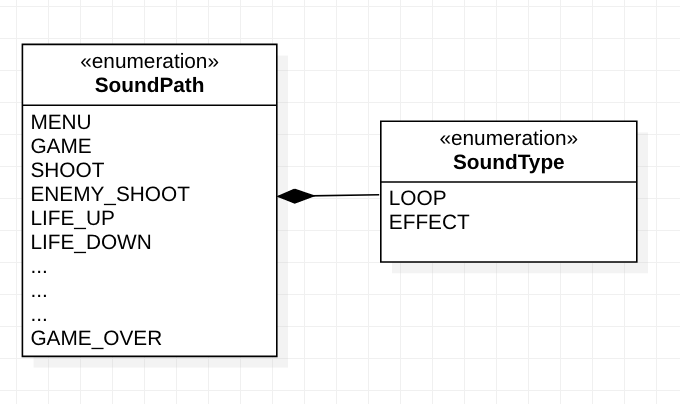 «enumeration»
SoundPath
MENU
GAME
SHOOT
ENEMY_SHOOT
LIFE_UP
LIFE_DOWN
...
...
...
GAME_OVER
«enumeration»
SoundType
LOOP
EFFECT